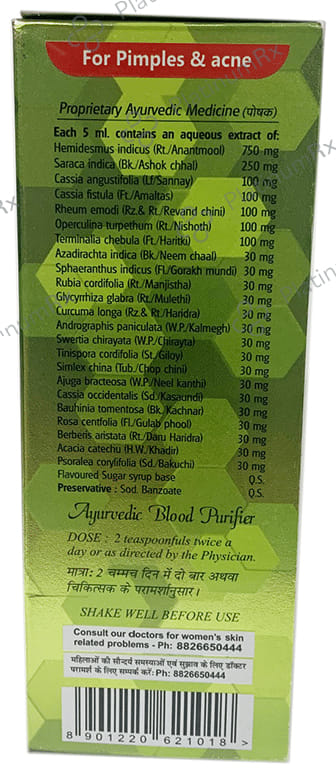 For Pimples & acne
Proprietary Ayurvedic Medicine (पोषक)
Each 5 ml. contains an aqueous extract of:
Hemidesmus indicus (Rt./Anantmool) 750 mg
Saraca indica (Bk./Ashok chhal) 250 mg
Cassia angustifolia (Lf/Sannay) 100 mg
Cassia fistula (Ft./Amaltas) 100 mg
Rheum emodi (Rz.& Rt./Revand chini) 100 mg
Operculina turpethum (Rt./Nishoth) 100 mg
Terminalia chebula (Ft./Haritki) 100 mg
Azadirachta indica (Bk./Neem chaal) 30 mg
Sphaeranthus indicus (Fl./Gorakh mundi) 30 mg
Rubia cordifolia (Rt./Manjistha) 30 mg
Glycyrrhiza glabra (Rt./Mulethi) 30 mg
Curcuma longa (Rz.& Rt./Haridra) 30 mg
Andrographis paniculata (W.P./Kalmegh) 30 mg
Swertia chirayata (W.P./Chirayta) 30 mg
Tinispora cordifolia (St./Giloy) 30 mg
Simlex china (Tub./Chop chini) 30 mg
Ajuga bracteosa (W.P./Neel kanthi) 30 mg
Cassia occidentalis (Sd./Kasaundi) 30 mg
Bauhinia tomentosa (Bk./Kachnar) 30 mg
Rosa centfolia (Fl./Gulab phool) 30 mg
Berberis aristata (Rt./Daru Haridra) 30 mg
Acacia catechu (H.W./Khadir) 30 mg
Psoralea corylifolia (Sd./Bakuchi) 30 mg
Flavoured Sugar syrup base Q.S.
Preservative : Sod. Banzoate Q.S.
Ayurvedic Blood Purifier
DOSE : 2 teaspoonfuls twice a
day or as directed by the Physician.
मात्रा: 2 चम्मच दिन में दो बार अथवा
चिकित्सक के परामर्शानुसार।
SHAKE WELL BEFORE USE
Consult our doctors for women's skin
related problems - Ph: 8826650444
महिलाओं की सौन्दर्य समस्याओं एवं सुझाव के लिए डॉक्टर
परामर्श के लिए सम्पर्क करें: Ph: 8826650444
8 901220 621018 >